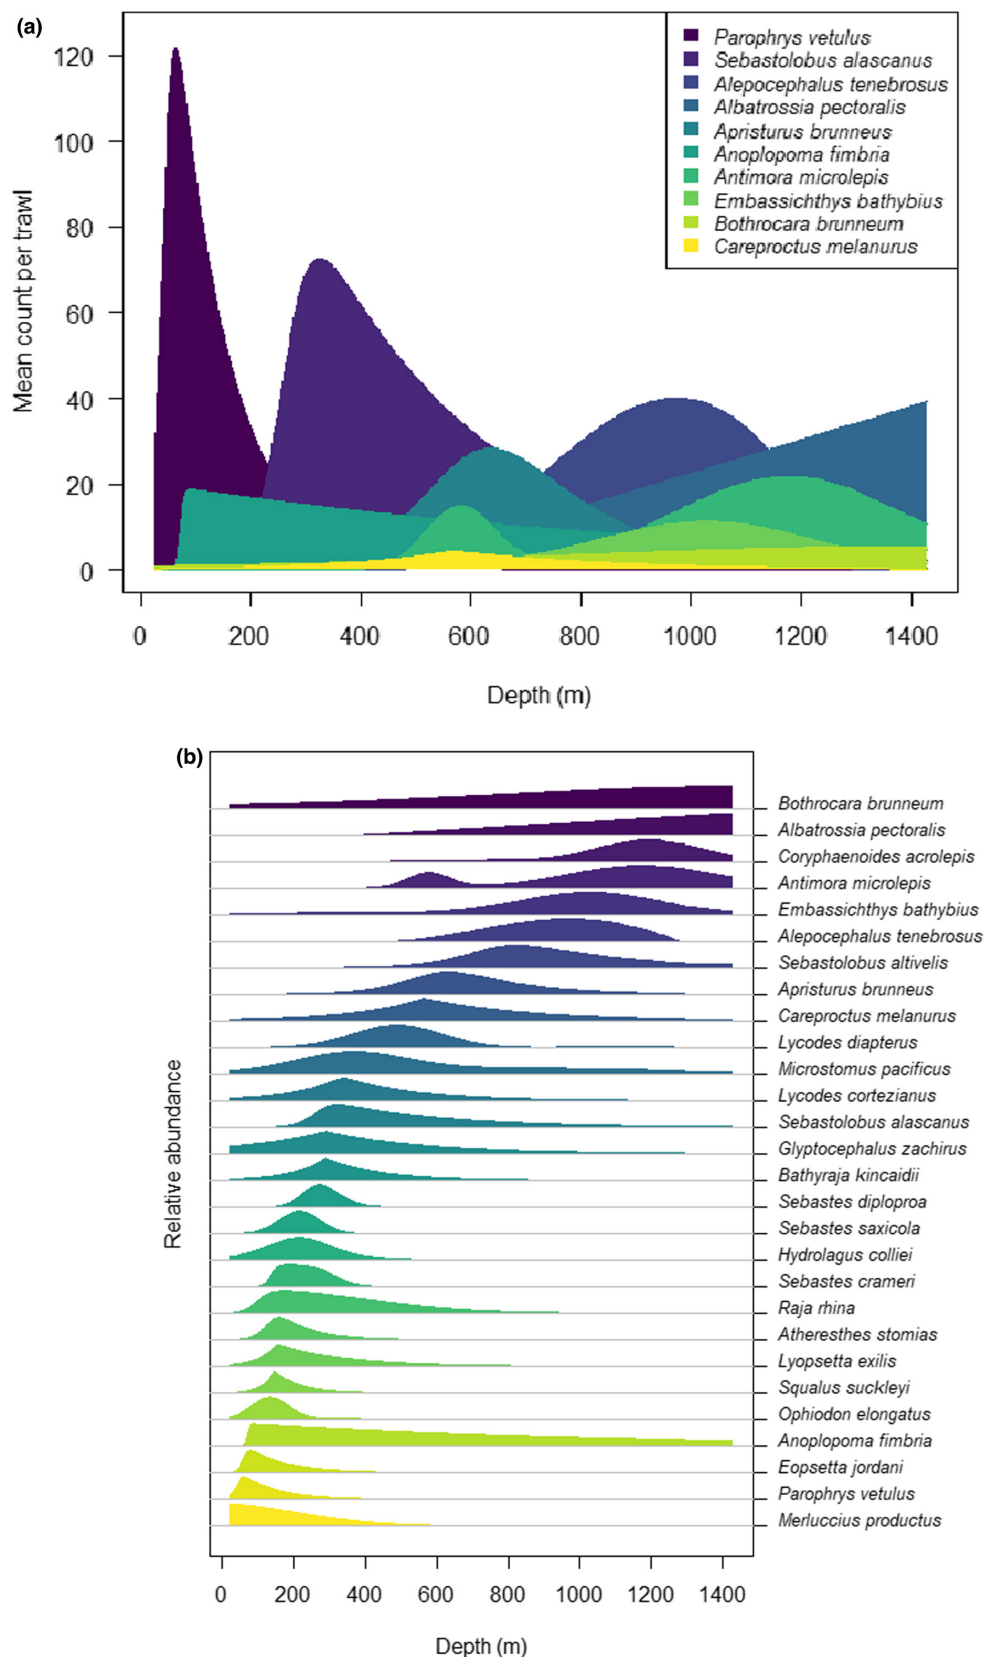 (a)
120
100
80
60
40
20
0
Mean count per trawl
Parophrys vetulus
Sebastolobus alascanus
Alepocephalus tenebrosus
Albatrossia pectoralis
Apristurus brunneus
Anoplopoma fimbria
Antimora microlepis
Embassichthys bathybius
Bothrocara brunneum
Careproctus melanurus
0 200 400 600 800 1000 1200 1400
Depth (m)
(b)
Relative abundance
Bothrocara brunneum
Albatrossia pectoralis
Coryphaenoides acrolepis
Antimora microlepis
Embassichthys bathybius
Alepocephalus tenebrosus
Sebastolobus altivelis
Apristurus brunneus
Careproctus melanurus
Lycodes diapterus
Microstomus pacificus
Lycodes cortezianus
Sebastolobus alascanus
Glyptocephalus zachirus
Bathyraja kincaidii
Sebastes diploproa
Sebastes saxicola
Hydrolagus colliei
Sebastes crameri
Raja rhina
Atheresthes stomias
Lyopsetta exilis
Squalus suckleyi
Ophiodon elongatus
Anoplopoma fimbria
Eopsetta jordani
Parophrys vetulus
Merluccius productus
0 200 400 600 800 1000 1200 1400
Depth (m)